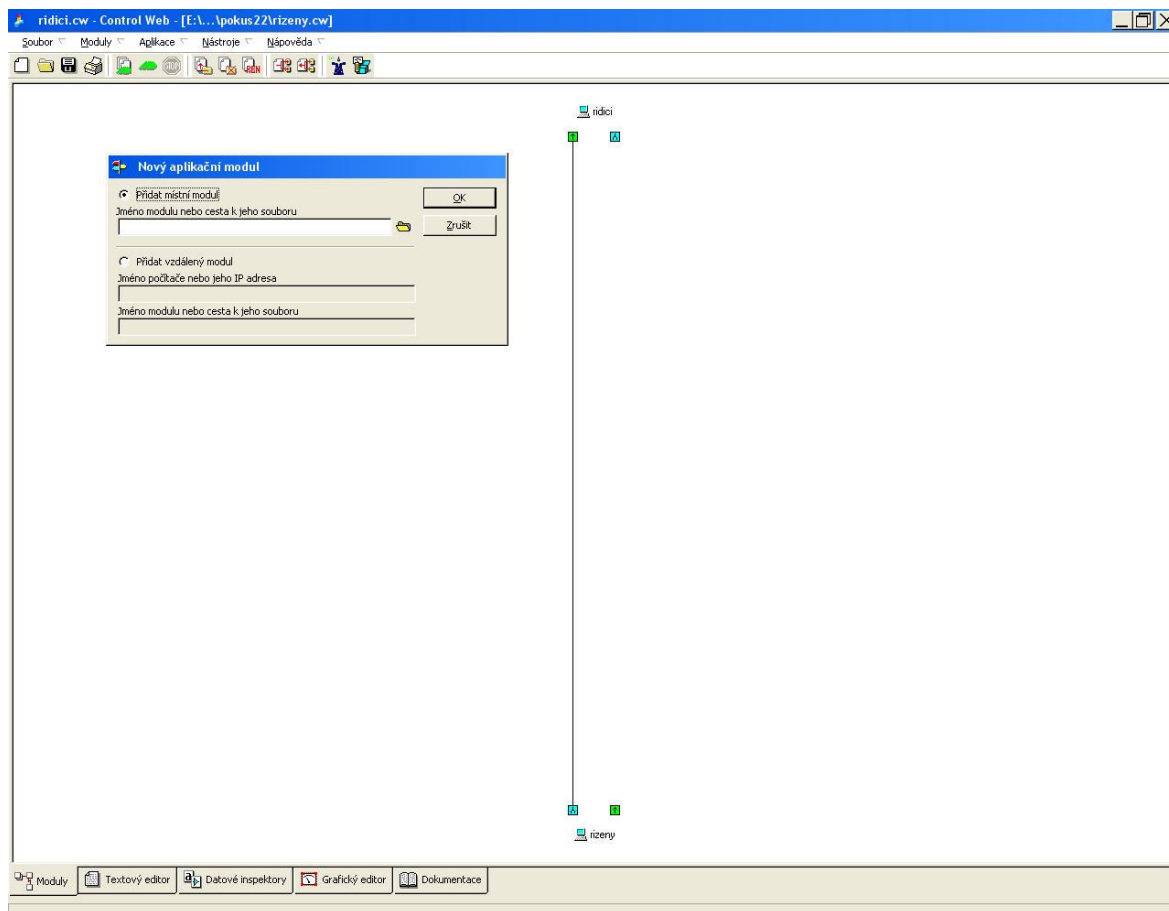 ridici.cw - Control Web - [E:\...\pokus22\rizeny.cw]
Soubor Moduly Aplikace Nástroje Nápověda
REN
ridici
Nový aplikační modul
Přidat místní modul
OK
Jméno modulu nebo cesta k jeho souboru
Zrušit
Přidat vzdálený modul
Jméno počítače nebo jeho IP adresa
Jméno modulu nebo cesta k jeho souboru
rizeny
Moduly Textový editor Datové inspektory Grafický editor Dokumentace